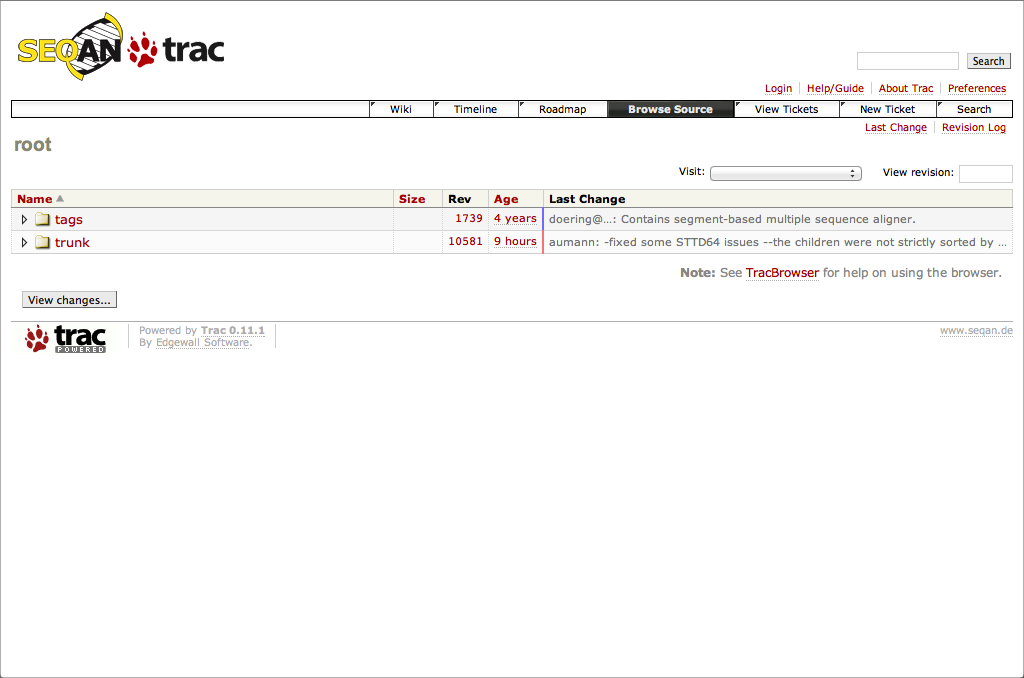 SEQAN trac
Search
Login Help/Guide About Trac Preferences
Wiki Timeline Roadmap Browse Source View Tickets New Ticket Search
Last Change Revision Log
root
Visit: View revision:
Name Size Rev Age Last Change
tags 1739 4 years doering@…: Contains segment-based multiple sequence aligner.
trunk 10581 9 hours aumann: -fixed some STTD64 issues --the children were not strictly sorted by …
Note: See TracBrowser for help on using the browser.
View changes...
trac POWERED
Powered by Trac 0.11.1
By Edgewall Software.
www.seqan.de